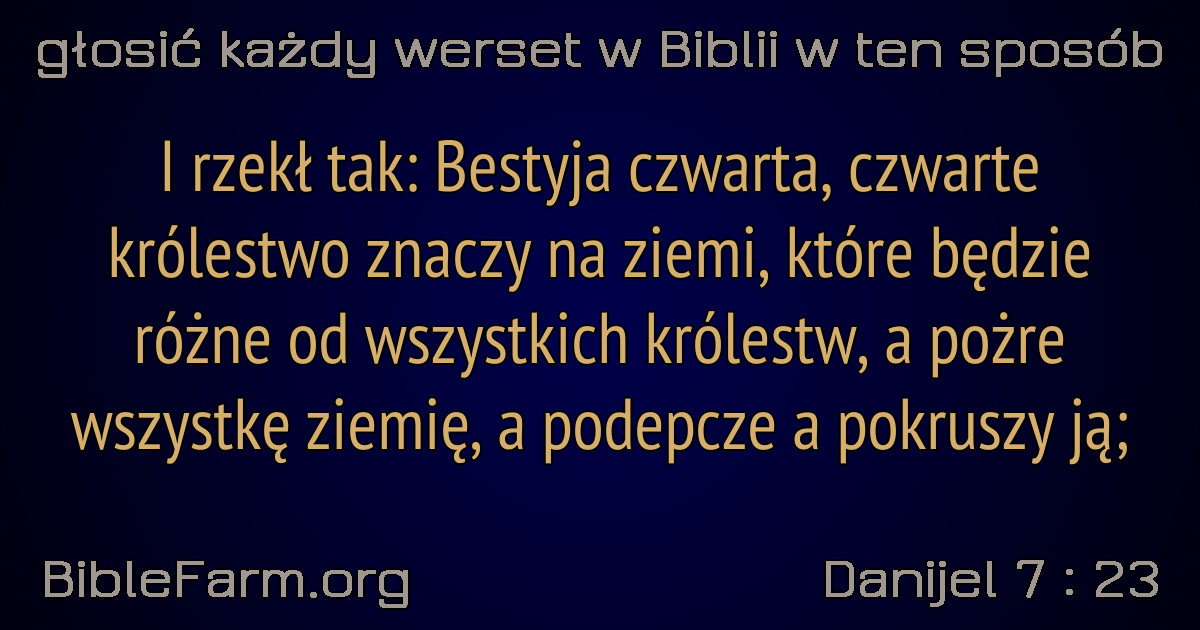 głosić każdy werset w Biblii w ten sposób
I rzekł tak: Bestyja czwarta, czwarte
królestwo znaczy na ziemi, które będzie
różne od wszystkich królestw, a pożre
wszystkę ziemię, a podepcze a pokruszy ją;
BibleFarm.org
Danijel 7 : 23